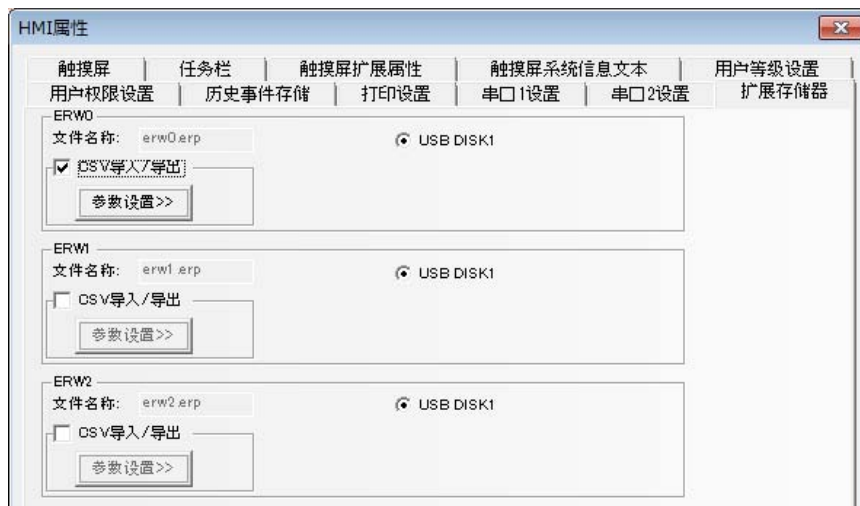 HMI属性
触摸屏 任务栏 触摸屏扩展属性 触摸屏系统信息文本 用户等级设置
用户权限设置 历史事件存储 打印设置 串口1设置 串口2设置 扩展存储器
ERW0
文件名称: erw0.erp USB DISK1
CSV导入/导出
参数设置>>
ERW1
文件名称: erw1.erp USB DISK1
CSV导入/导出
参数设置>>
ERW2
文件名称: erw2.erp USB DISK1
CSV导入/导出
参数设置>>